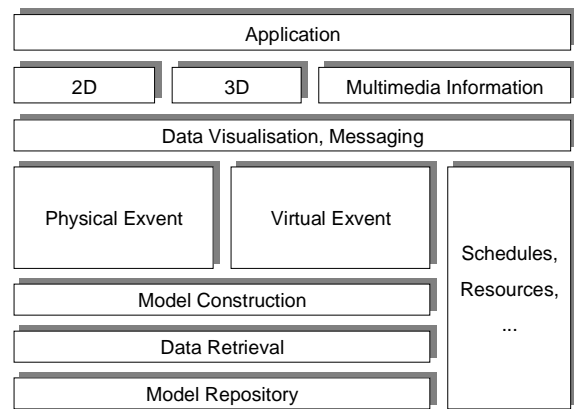 Application
2D
3D
Multimedia Information
Data Visualisation, Messaging
Physical Exvent
Virtual Exvent
Schedules,
Resources,
...
Model Construction
Data Retrieval
Model Repository